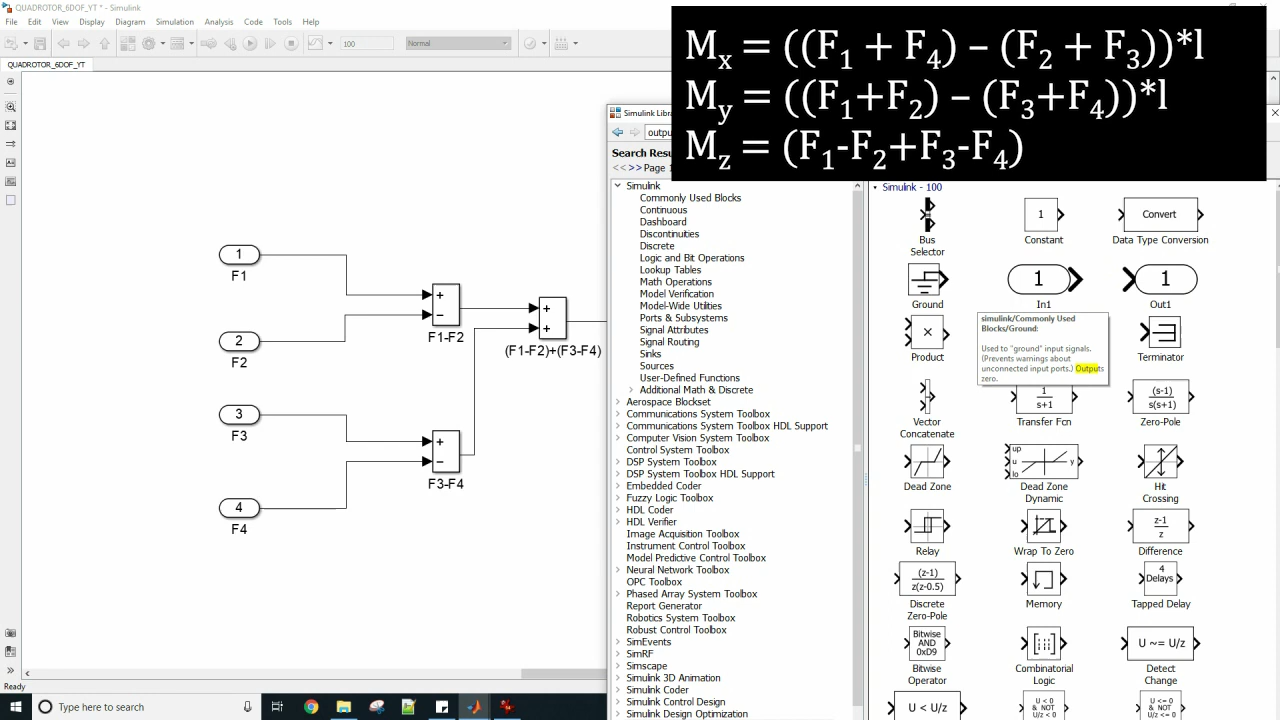 QUADROTOR_6DOF_YT * - Simulink
File Edit View Display Diagram Simulation Analysis Code Tools Help
100
Normal
QUADROTOR_6DOF_YT
Mx = ((F1 + F4) – (F2 + F3))*l
My = ((F1+F2) – (F3+F4))*l
Mz = (F1-F2+F3-F4)
1
F1
2
F2
3
F3
4
F4
+
−
F1-F2
+
−
F3-F4
+
+
(F1-F2)+(F3-F4)
Ready
Simulink Libra
outpu
Search Resu
<<>> Page 1
Simulink
Commonly Used Blocks
Continuous
Dashboard
Discontinuities
Discrete
Logic and Bit Operations
Lookup Tables
Math Operations
Model Verification
Model-Wide Utilities
Ports & Subsystems
Signal Attributes
Signal Routing
Sinks
Sources
User-Defined Functions
Additional Math & Discrete
Aerospace Blockset
Communications System Toolbox
Communications System Toolbox HDL Support
Computer Vision System Toolbox
Control System Toolbox
DSP System Toolbox
DSP System Toolbox HDL Support
Embedded Coder
Fuzzy Logic Toolbox
HDL Coder
HDL Verifier
Image Acquisition Toolbox
Instrument Control Toolbox
Model Predictive Control Toolbox
Neural Network Toolbox
OPC Toolbox
Phased Array System Toolbox
Report Generator
Robotics System Toolbox
Robust Control Toolbox
SimEvents
SimRF
Simscape
Simulink 3D Animation
Simulink Coder
Simulink Control Design
Simulink Design Optimization
Simulink - 100
Bus
Selector
1
Constant
Convert
Data Type Conversion
Ground
1
In1
1
Out1
×
Product
simulink/Commonly Used
Blocks/Ground:
Used to "ground" input signals.
(Prevents warnings about
unconnected input ports.) Outputs
zero.
Terminator
Vector
Concatenate
1
s+1
Transfer Fcn
(s-1)
s(s+1)
Zero-Pole
Dead Zone
up
u
lo
y
Dead Zone
Dynamic
Hit
Crossing
Relay
Wrap To Zero
z-1
z
Difference
(z-1)
z(z-0.5)
Discrete
Zero-Pole
Memory
4
Delays
Tapped Delay
Bitwise
AND
0xD9
Bitwise
Operator
Combinatorial
Logic
U ~= U/z
Detect
Change
U < U/z
U < 0
& NOT
U/z < 0
U <= 0
& NOT
U/z <= 0
Type here to search